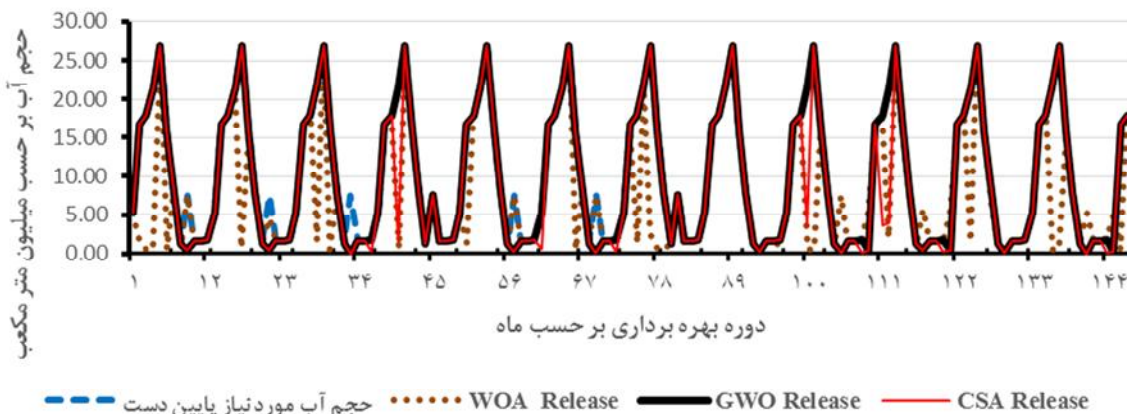 حجم آب بر حسب میلیون متر مکعب
30.00
25.00
20.00
15.00
10.00
5.00
0.00
۱ ۱۲ ۲۳ ۳۴ ۴۵ ۵۶ ۶۷ ۷۸ ۸۹ ۱۰۰ ۱۱۱ ۱۲۲ ۱۳۳ ۱۴۴
دوره بهره برداری بر حسب ماه
حجم آب موردنیاز پایین دست WOA Release GWO Release CSA Release